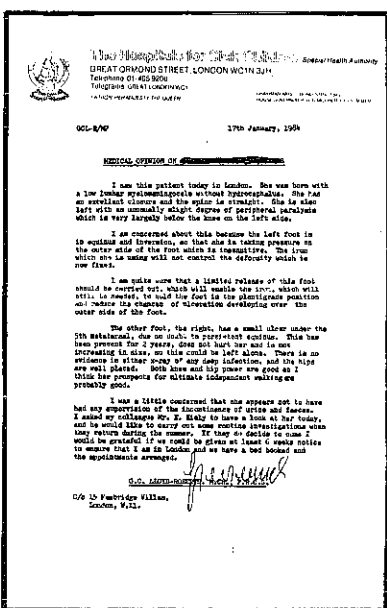 The Hospitals for Sick Children
Special Health Authority
GREAT ORMOND STREET, LONDON WC1N 3JH
Telephone 01-405 9200
Telegrams GREAT LONDON WC1
PATRON HER MAJESTY THE QUEEN
GCL-R/MP 17th January, 1984
MEDICAL OPINION ON
I saw this patient today in London. She was born with
a low lumbar myelomeningocele without hydrocephalus. She had
an excellent closure and the spine is straight. She is also
left with an unusually slight degree of peripheral paralysis
which is very largely below the knee on the left side.
I am concerned about this because the left foot is
in equinus and inversion, so that she is taking pressure on
the outer side of the foot which is insensitive. The iron
which she is using will not control the deformity which is
now fixed.
I am quite sure that a limited release of this foot
should be carried out, which will enable the iron, which will
still be needed, to hold the foot in the plantigrade position
and reduce the chances of ulceration developing over the
outer side of the foot.
The other foot, the right, has a small ulcer under the
5th metatarsal, due no doubt to persistent equinus. This has
been present for 2 years, does not hurt her and is not
increasing in size, so this could be left alone. There is no
evidence in either x-ray of any deep infection, and the hips
are well placed. Both knee and hip power are good so I
think her prospects for ultimate independent walking are
probably good.
I was a little concerned that she appears not to have
had any supervision of the incontinence of urine and faeces.
I asked my colleague Mr. E. Kiely to have a look at her today,
and he would like to carry out some routine investigations when
they return during the summer. If they do decide to come I
would be grateful if we could be given at least 6 weeks notice
to ensure that I am in London and we have a bed booked and
the appointments arranged.
G.C. LLOYD-ROBERTS, M.Ch., F.R.C.S.
C/o 15 Pembridge Villas,
London, W.11.